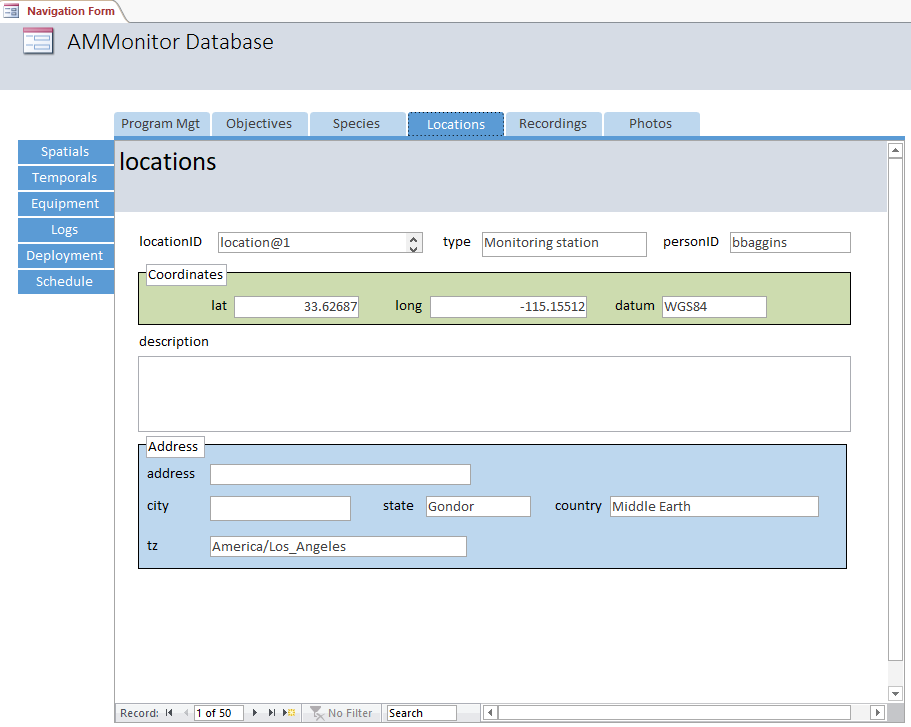 Navigation Form
AMMonitor Database
Program Mgt Objectives Species Locations Recordings Photos
Spatials
Temporals
Equipment
Logs
Deployment
Schedule
locations
locationID location@1 type Monitoring station personID bbaggins
Coordinates
lat 33.62687 long -115.15512 datum WGS84
description
Address
address
city state Gondor country Middle Earth
tz America/Los_Angeles
Record: 1 of 50 No Filter Search